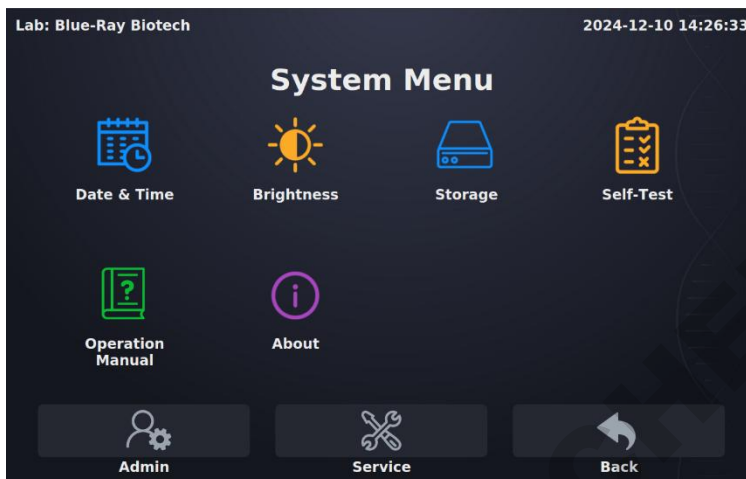 Lab: Blue-Ray Biotech
2024-12-10 14:26:33
System Menu
Date & Time
Brightness
Storage
Self-Test
?
Operation
Manual
i
About
Admin
Service
Back